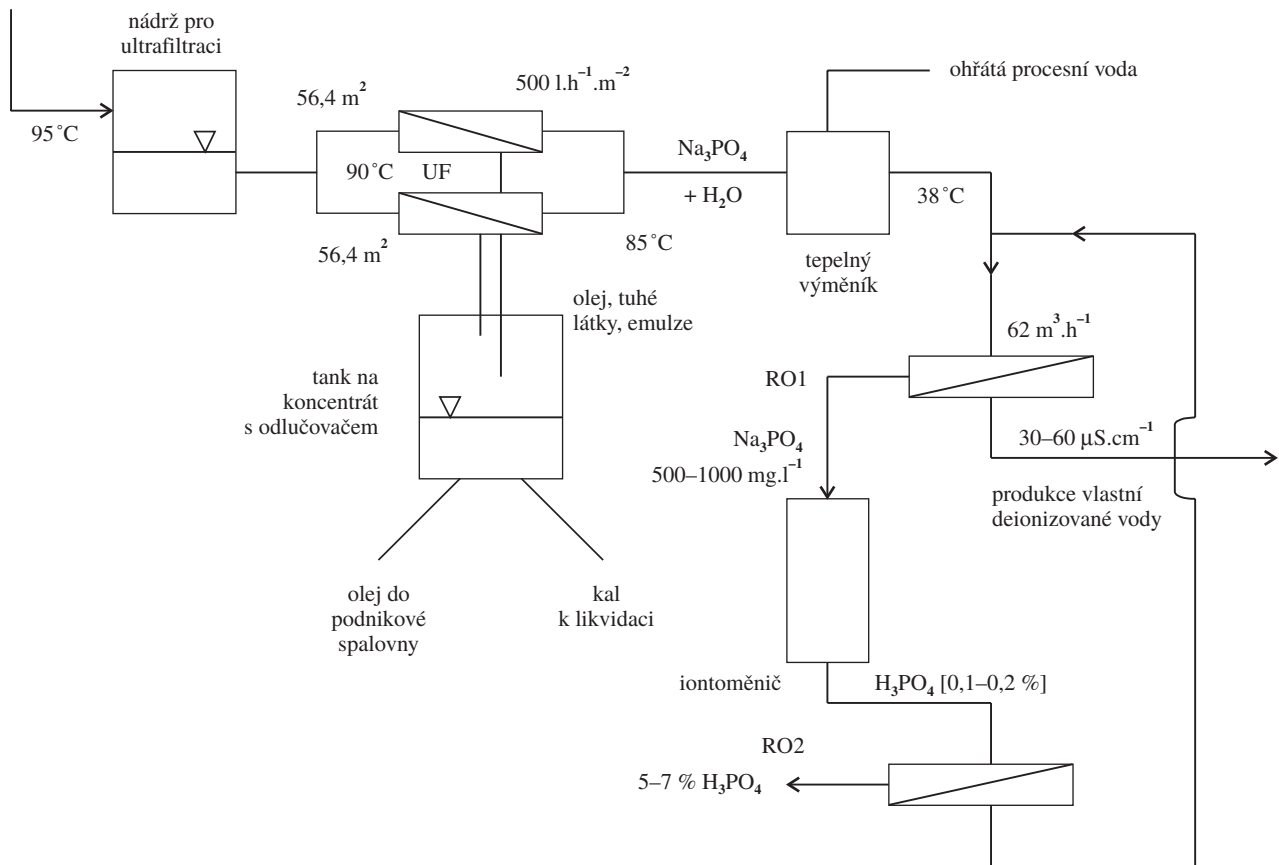 nádrž pro
ultrafiltraci
95 °C
56,4 m²
500 l.h⁻¹.m⁻²
90 °C UF
56,4 m²
85 °C
Na₃PO₄
+ H₂O
ohřátá procesní voda
38 °C
tepelný
výměník
olej, tuhé
látky, emulze
tank na
koncentrát
s odlučovačem
olej do
podnikové
spalovny
kal
k likvidaci
62 m³.h⁻¹
RO1
30–60 μS.cm⁻¹
Na₃PO₄
500–1000 mg.l⁻¹
produkce vlastní
deionizované vody
iontoměnič
H₃PO₄ [0,1–0,2 %]
RO2
5–7 % H₃PO₄